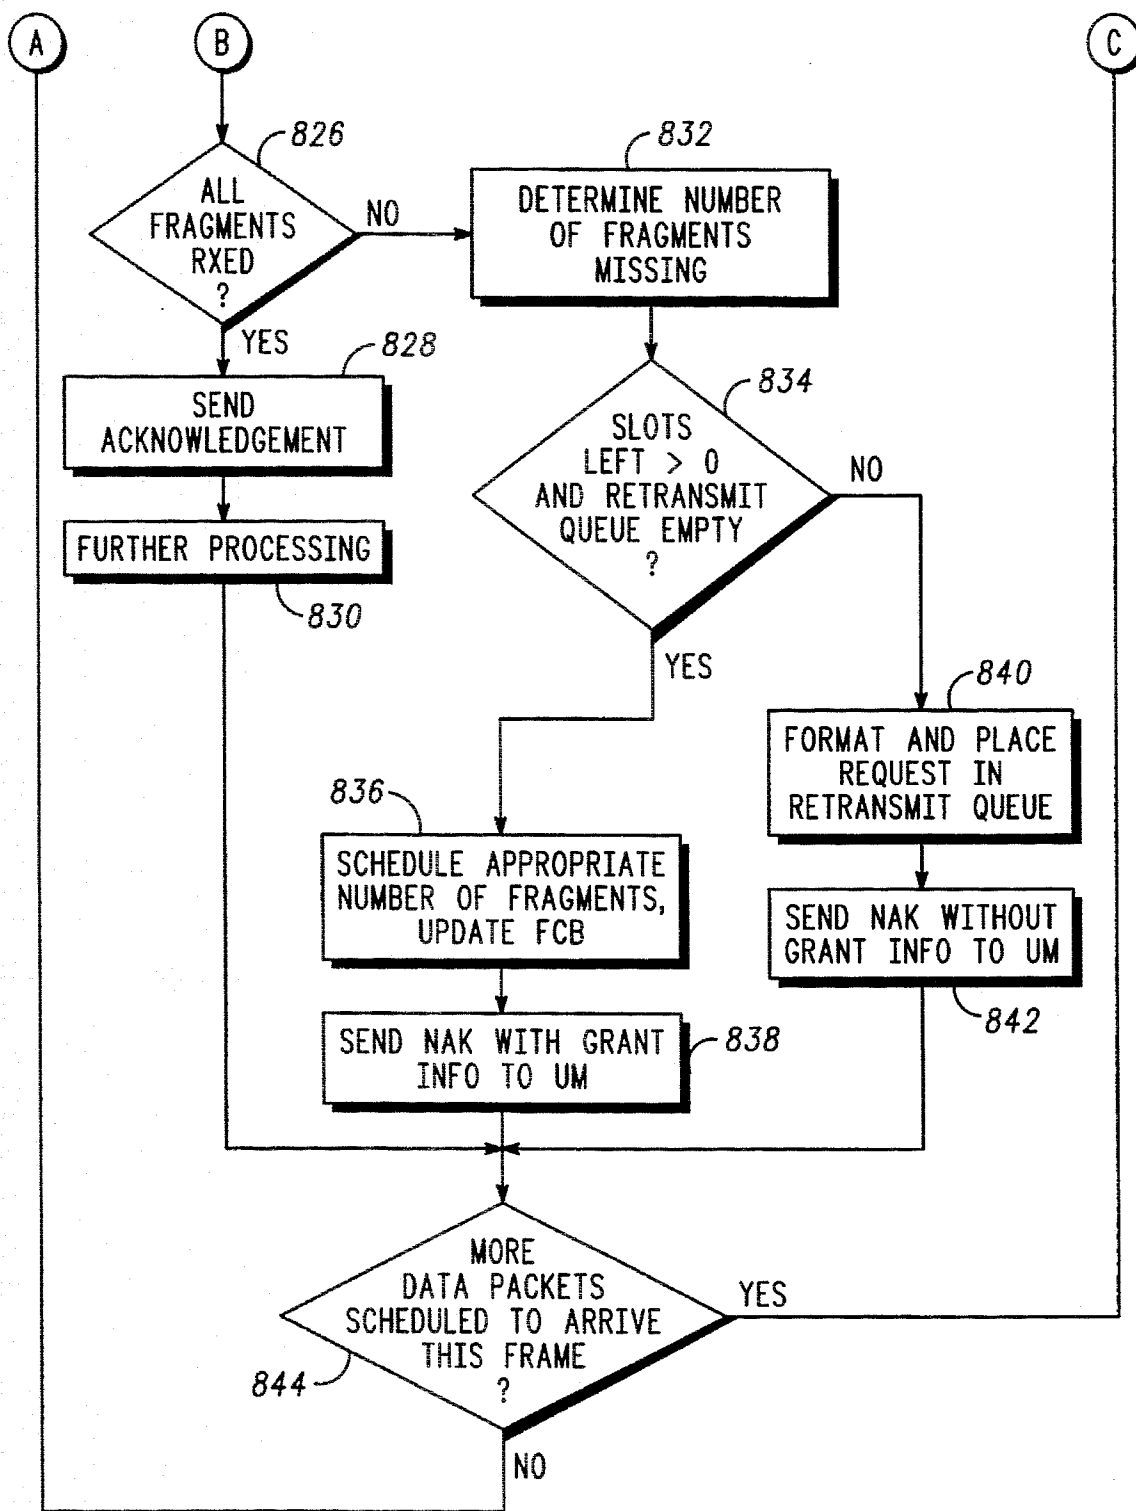 A
B
C
826
ALL
FRAGMENTS
RXED
?
NO
YES
832
DETERMINE NUMBER
OF FRAGMENTS
MISSING
828
SEND
ACKNOWLEDGEMENT
FURTHER PROCESSING
830
834
SLOTS
LEFT > 0
AND RETRANSMIT
QUEUE EMPTY
?
NO
YES
840
FORMAT AND PLACE
REQUEST IN
RETRANSMIT QUEUE
836
SCHEDULE APPROPRIATE
NUMBER OF FRAGMENTS,
UPDATE FCB
SEND NAK WITHOUT
GRANT INFO TO UM
842
SEND NAK WITH GRANT
INFO TO UM
838
MORE
DATA PACKETS
SCHEDULED TO ARRIVE
THIS FRAME
?
YES
844
NO